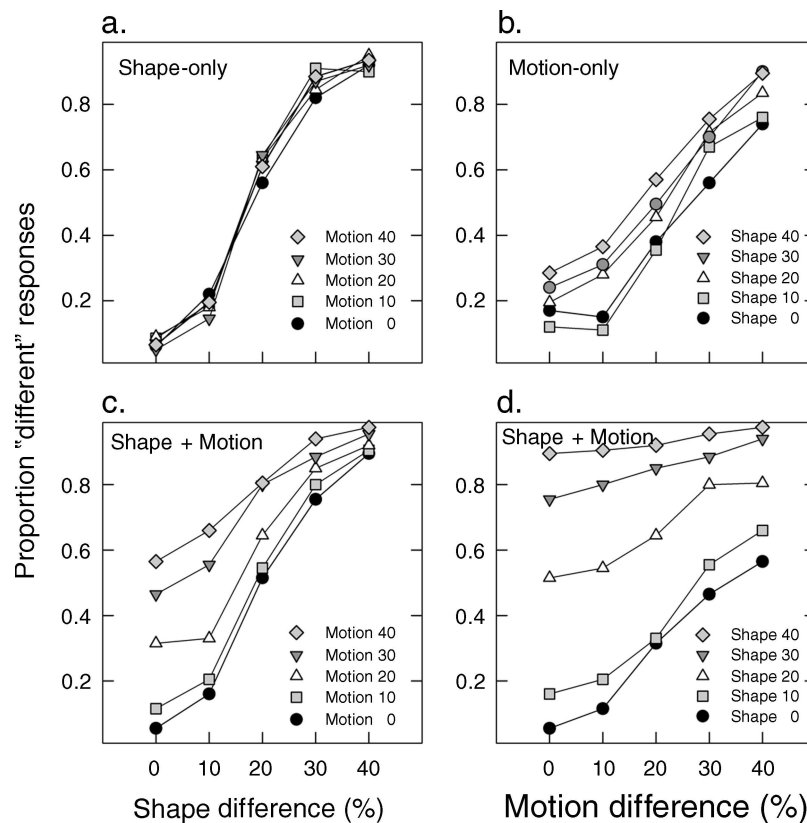 a.
Shape-only
0.8
0.6
0.4
0.2
Motion 40
Motion 30
Motion 20
Motion 10
Motion 0
b.
Motion-only
0.8
0.6
0.4
0.2
Shape 40
Shape 30
Shape 20
Shape 10
Shape 0
Proportion "different" responses
c.
Shape + Motion
0.8
0.6
0.4
0.2
Motion 40
Motion 30
Motion 20
Motion 10
Motion 0
0 10 20 30 40
Shape difference (%)
d.
Shape + Motion
0.8
0.6
0.4
0.2
Shape 40
Shape 30
Shape 20
Shape 10
Shape 0
0 10 20 30 40
Motion difference (%)